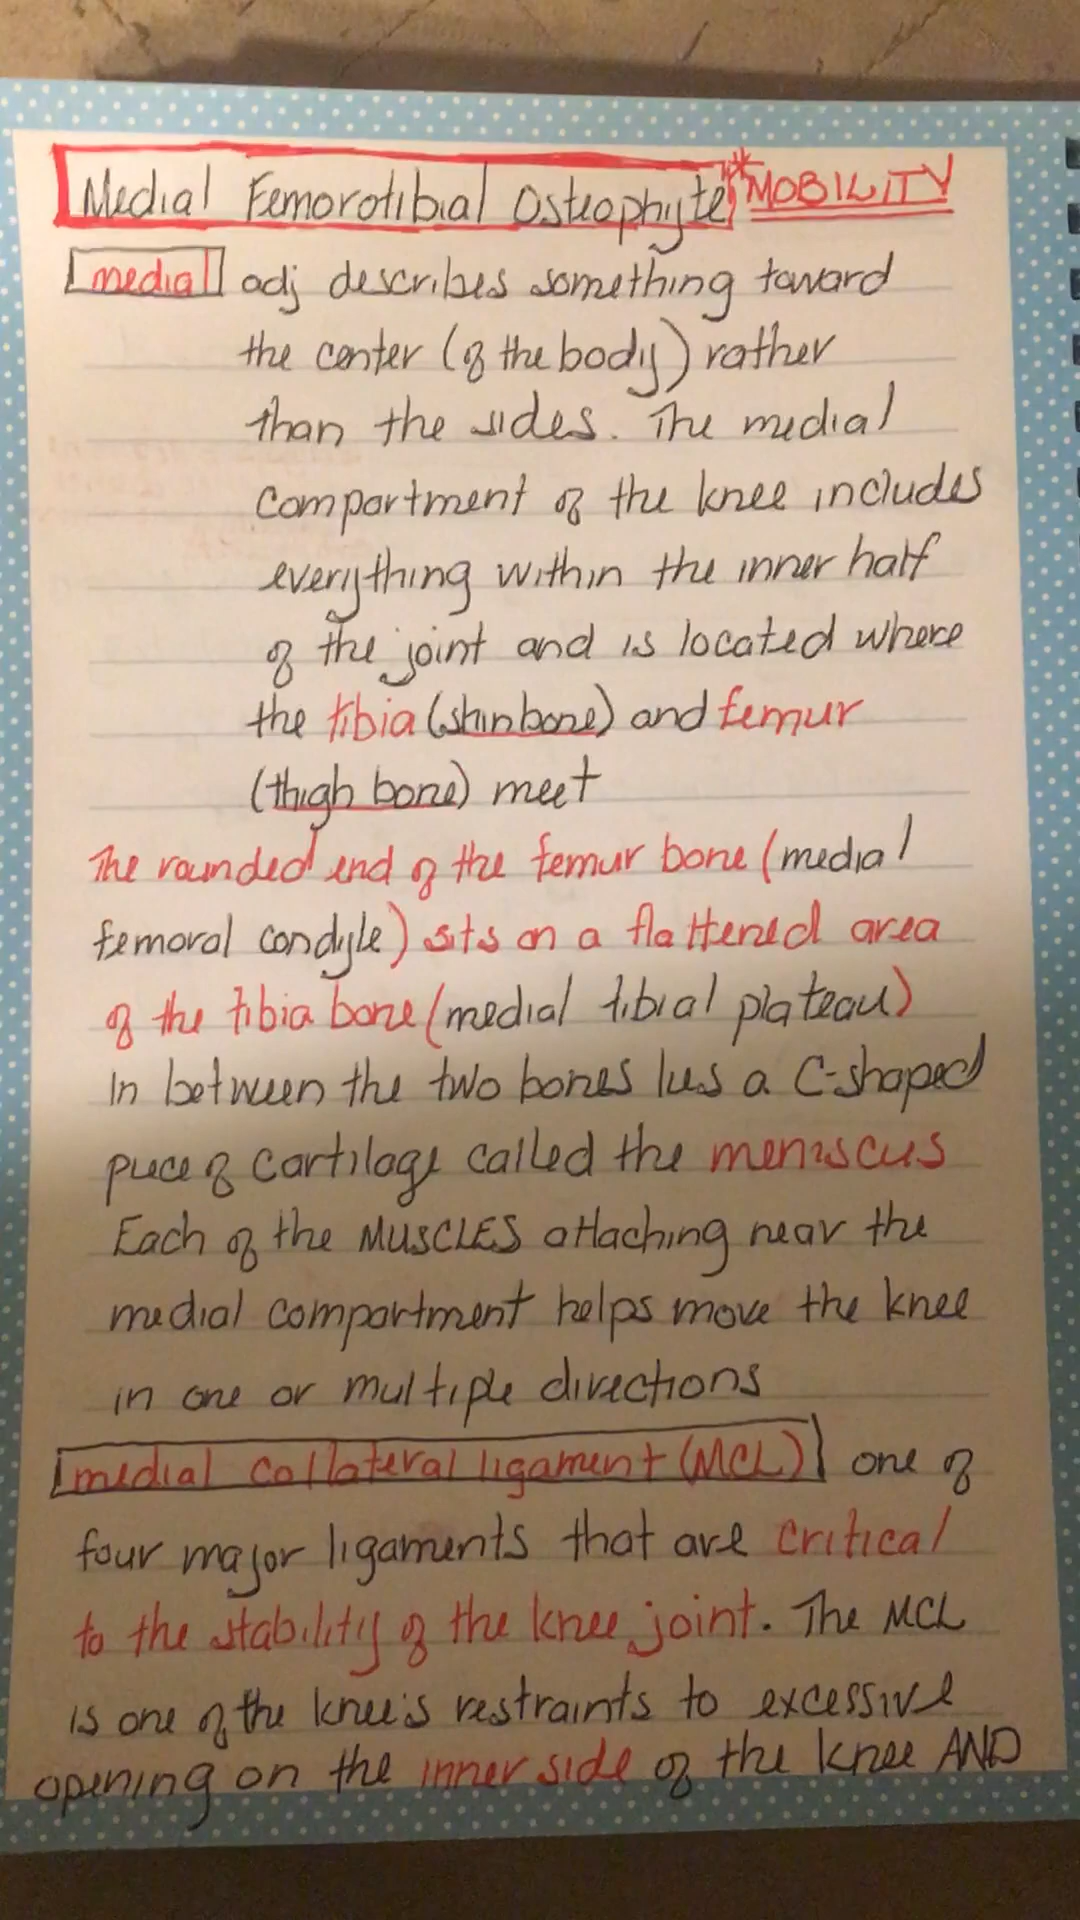 Medial Femorotibial Osteophyte *MOBILITY
medial adj describes something toward
the center (of the body) rather
than the sides. The medial
compartment of the knee includes
everything within the inner half
of the joint and is located where
the tibia (shinbone) and femur
(thigh bone) meet
The rounded end of the femur bone (medial
femoral condyle) sits on a flattened area
of the tibia bone (medial tibial plateau)
In between the two bones lies a C-shaped
piece of cartilage called the meniscus
Each of the MUSCLES attaching near the
medial compartment helps move the knee
in one or multiple directions
medial collateral ligament (MCL) one of
four major ligaments that are critical
to the stability of the knee joint. The MCL
is one of the knee's restraints to excessive
opening on the inner side of the knee AND